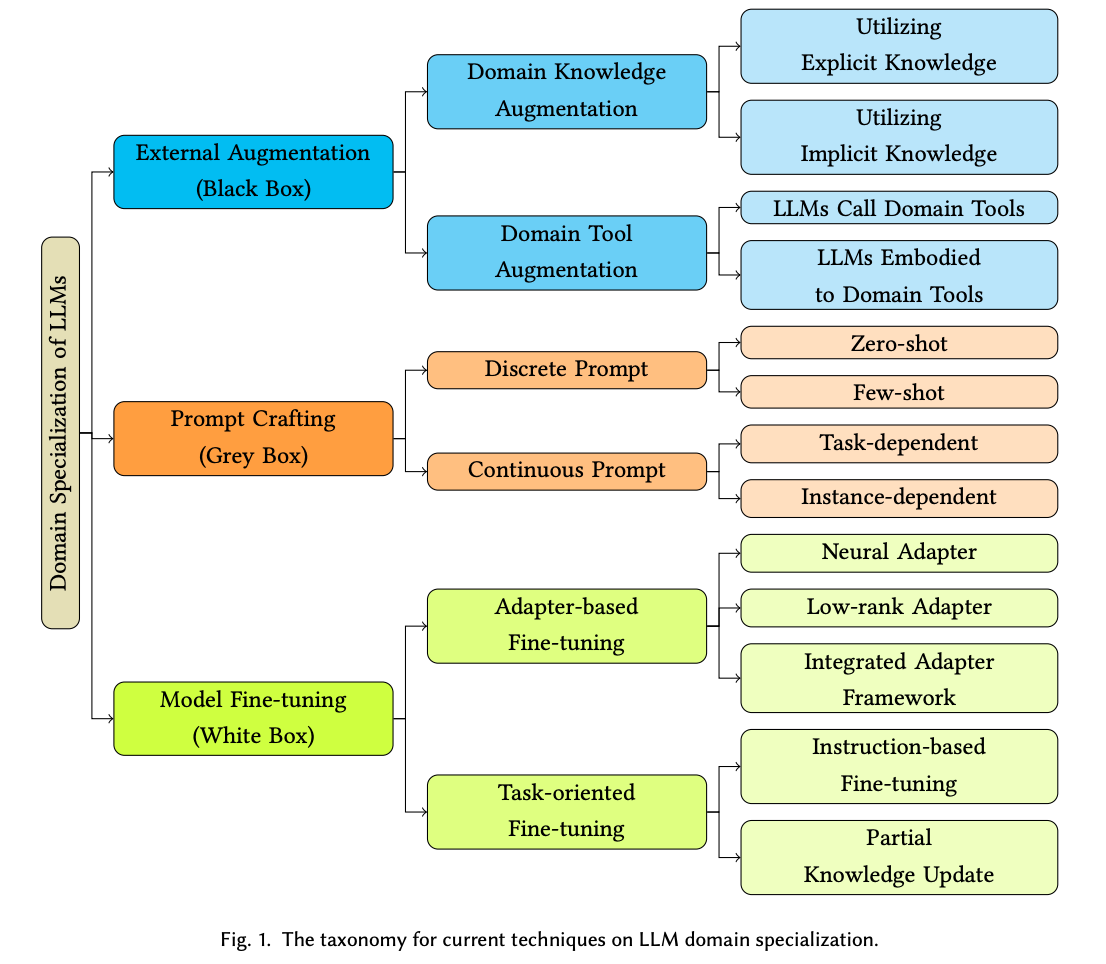 Domain Specialization of LLMs
External Augmentation
(Black Box)
Domain Knowledge
Augmentation
Utilizing
Explicit Knowledge
Utilizing
Implicit Knowledge
Domain Tool
Augmentation
LLMs Call Domain Tools
LLMs Embodied
to Domain Tools
Prompt Crafting
(Grey Box)
Discrete Prompt
Zero-shot
Few-shot
Continuous Prompt
Task-dependent
Instance-dependent
Model Fine-tuning
(White Box)
Adapter-based
Fine-tuning
Neural Adapter
Low-rank Adapter
Integrated Adapter
Framework
Task-oriented
Fine-tuning
Instruction-based
Fine-tuning
Partial
Knowledge Update
Fig. 1. The taxonomy for current techniques on LLM domain specialization.